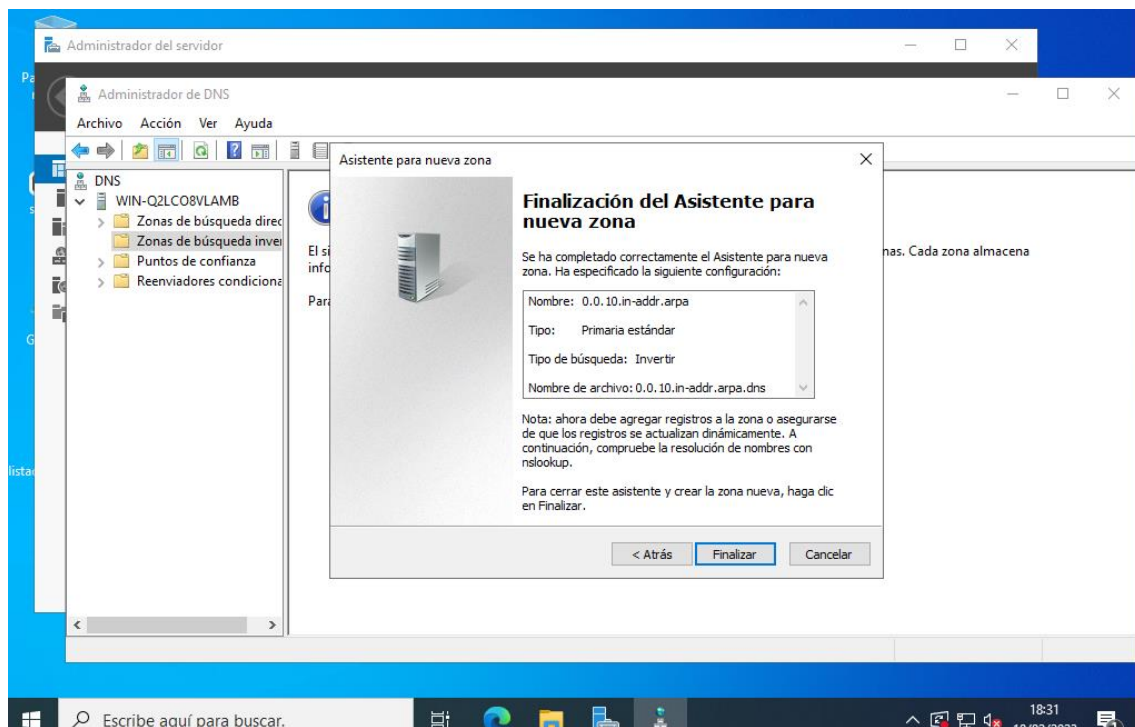 Administrador del servidor
Administrador de DNS
Archivo Acción Ver Ayuda
Asistente para nueva zona
DNS
WIN-Q2LCO8VLAMB
Zonas de búsqueda direc
Zonas de búsqueda inver
Puntos de confianza
Reenviadores condiciona
El si
info
Para
nas. Cada zona almacena
Finalización del Asistente para
nueva zona
Se ha completado correctamente el Asistente para nueva
zona. Ha especificado la siguiente configuración:
Nombre: 0.0.10.in-addr.arpa
Tipo: Primaria estándar
Tipo de búsqueda: Invertir
Nombre de archivo: 0.0.10.in-addr.arpa.dns
Nota: ahora debe agregar registros a la zona o asegurarse
de que los registros se actualizan dinámicamente. A
continuación, compruebe la resolución de nombres con
nslookup.
Para cerrar este asistente y crear la zona nueva, haga clic
en Finalizar.
< Atrás Finalizar Cancelar
lista
Escribe aquí para buscar.
18:31